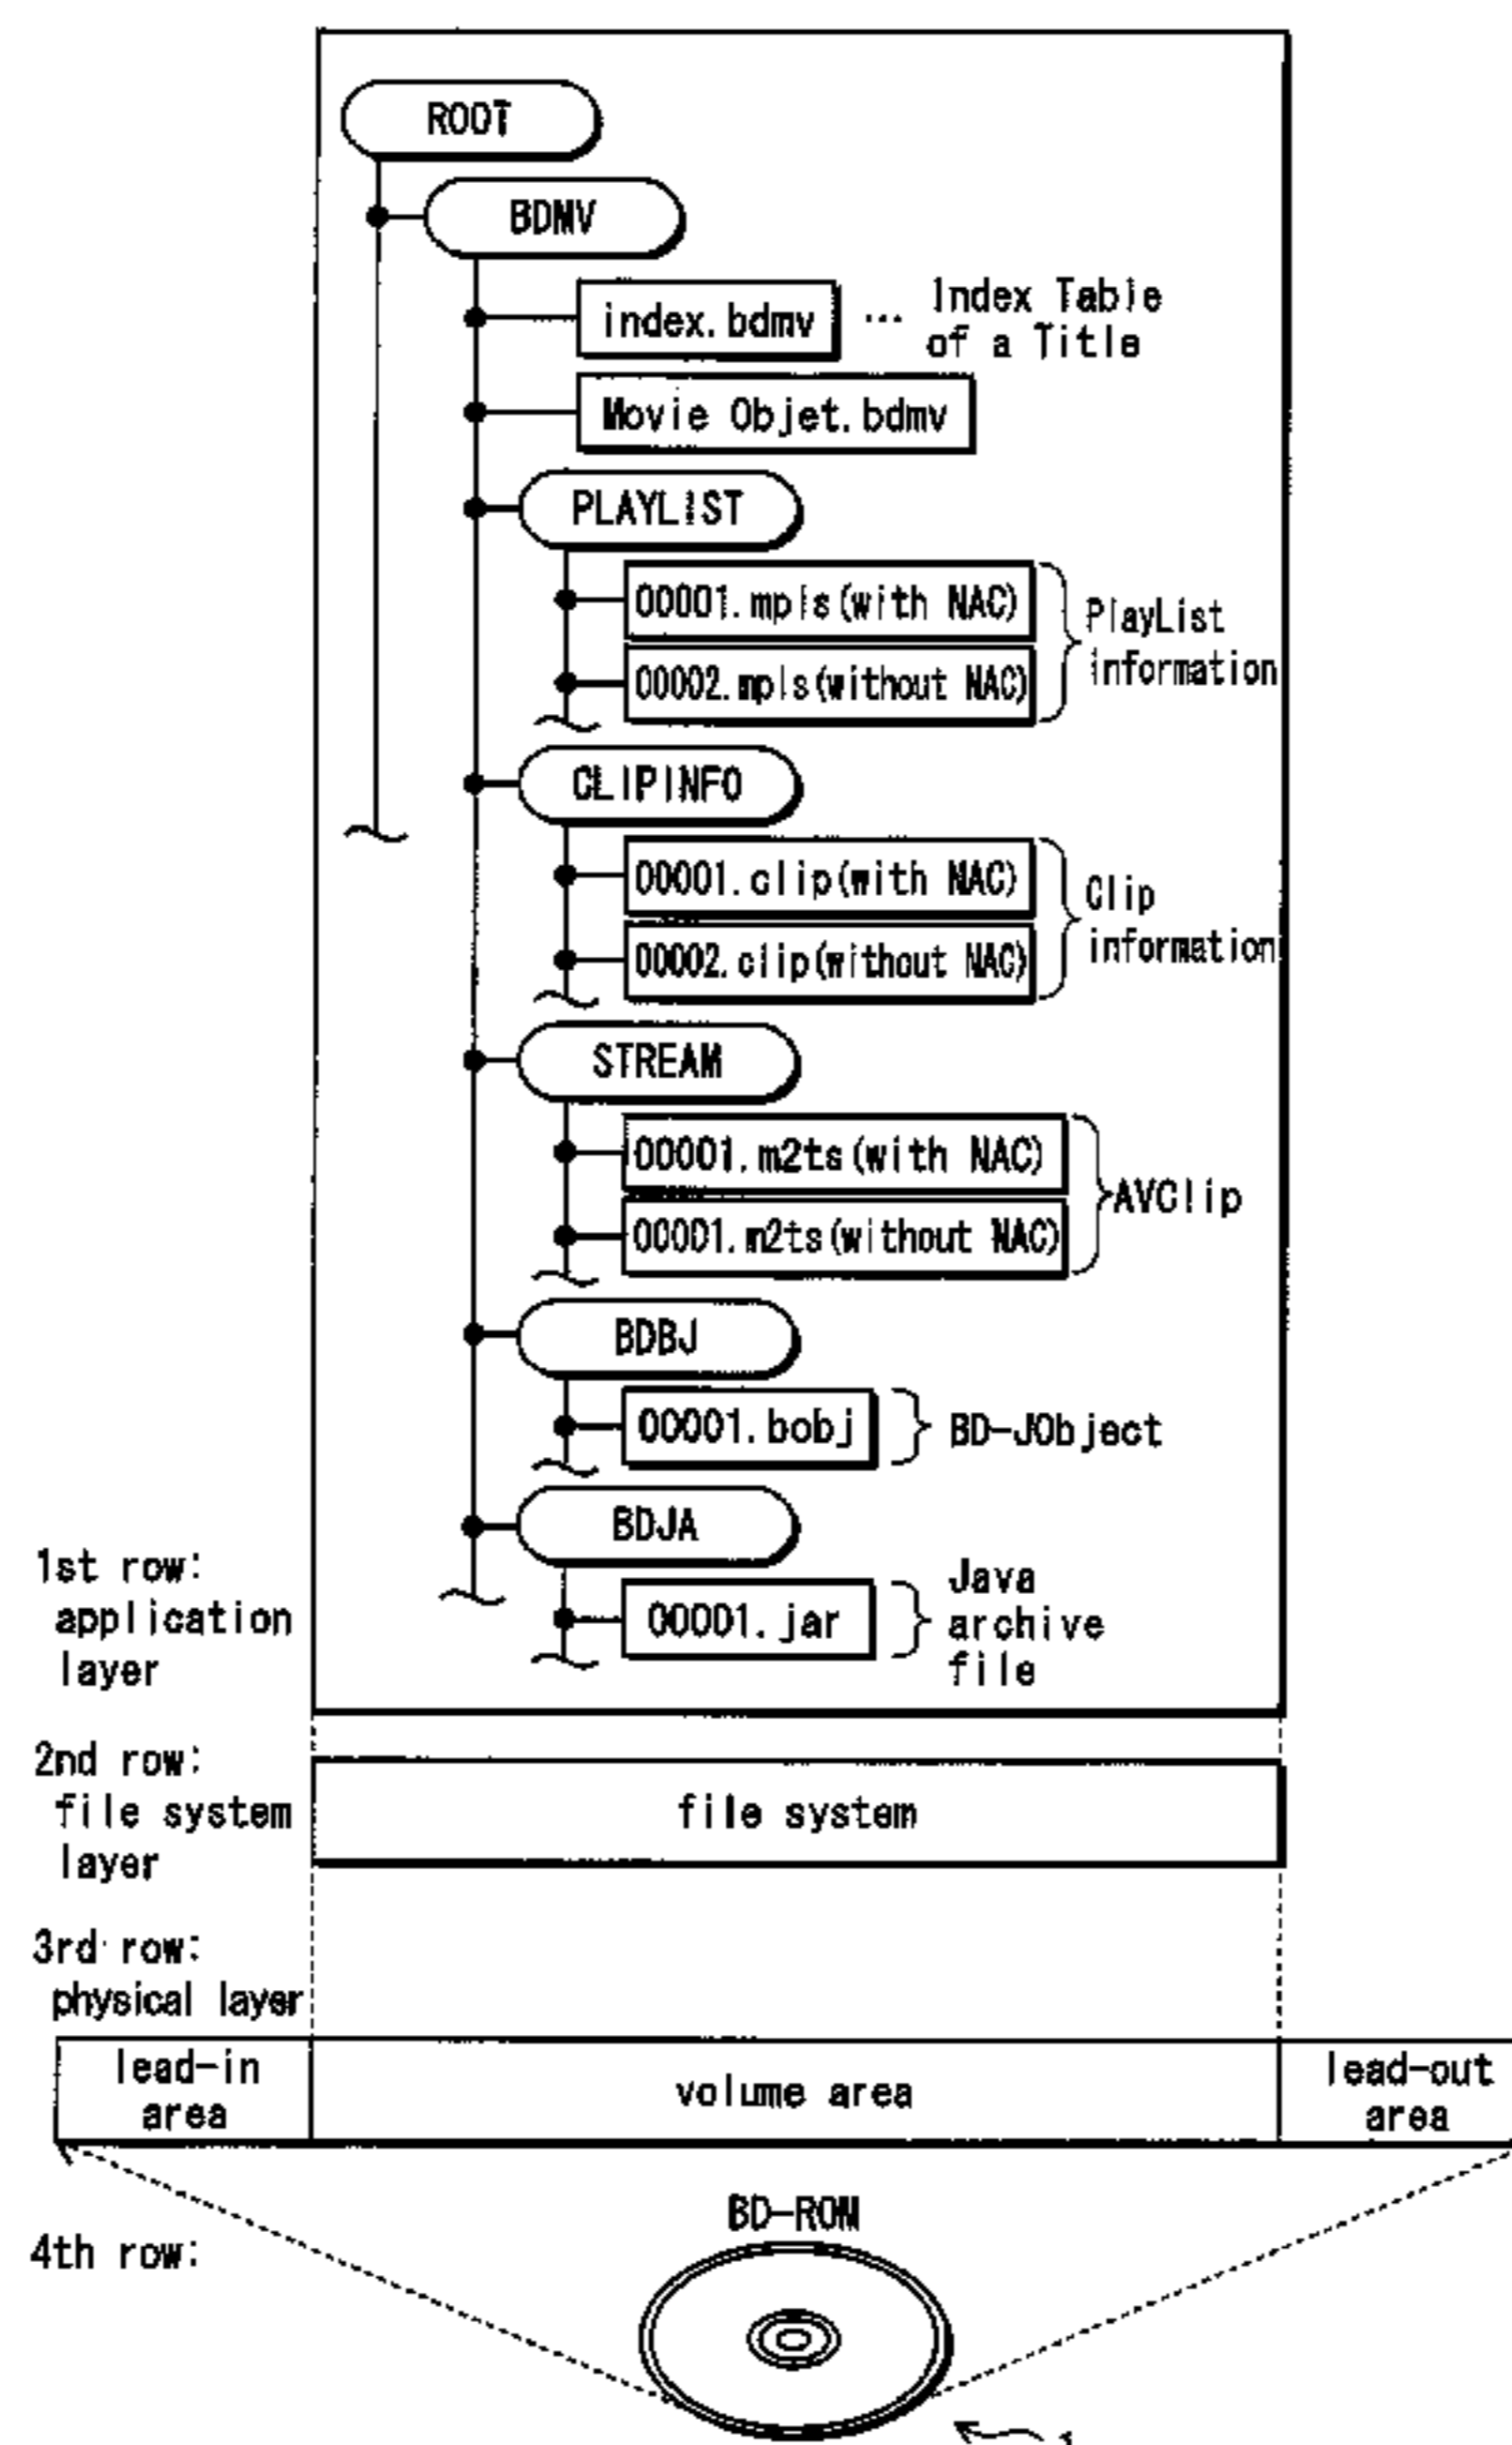 ROOT
BDMV
index.bdmv ... Index Table
of a Title
Movie Objet.bdmv
PLAYLIST
00001.mpls(with NAC)
00002.mpls(without NAC)
PlayList
information
CLIPINFO
00001.clip(with NAC)
00002.clip(without NAC)
Clip
information
STREAM
00001.m2ts(with NAC)
00001.m2ts(without NAC)
AVClip
BDBJ
00001.bobj
BD-JObject
BDJA
00001.jar
Java
archive
file
1st row:
application
layer
2nd row:
file system
layer
file system
3rd row:
physical layer
lead-in
area
volume area
lead-out
area
BD-ROM
4th row:
1